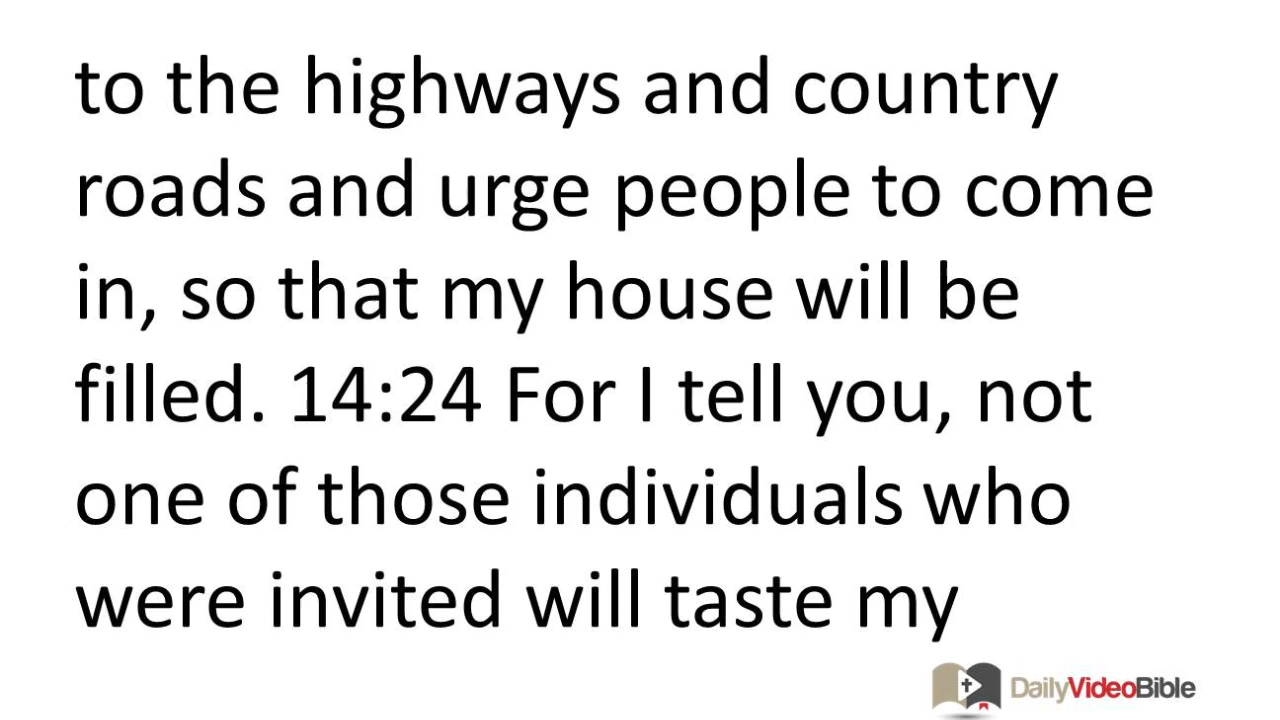 to the highways and country
roads and urge people to come
in, so that my house will be
filled. 14:24 For I tell you, not
one of those individuals who
were invited will taste my
DailyVideoBible